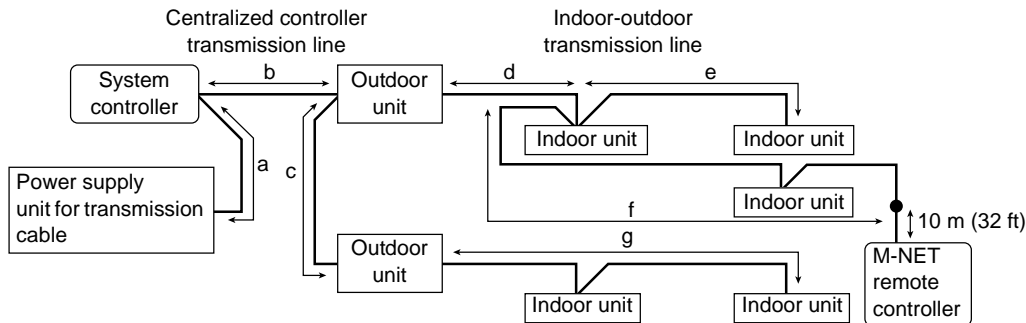 Centralized controller
transmission line
Indoor-outdoor
transmission line
b
d
e
System
controller
Outdoor
unit
Indoor unit
Indoor unit
a
c
Power supply
unit for transmission
cable
Indoor unit
f
10 m (32 ft)
g
Outdoor
unit
M-NET
remote
controller
Indoor unit
Indoor unit